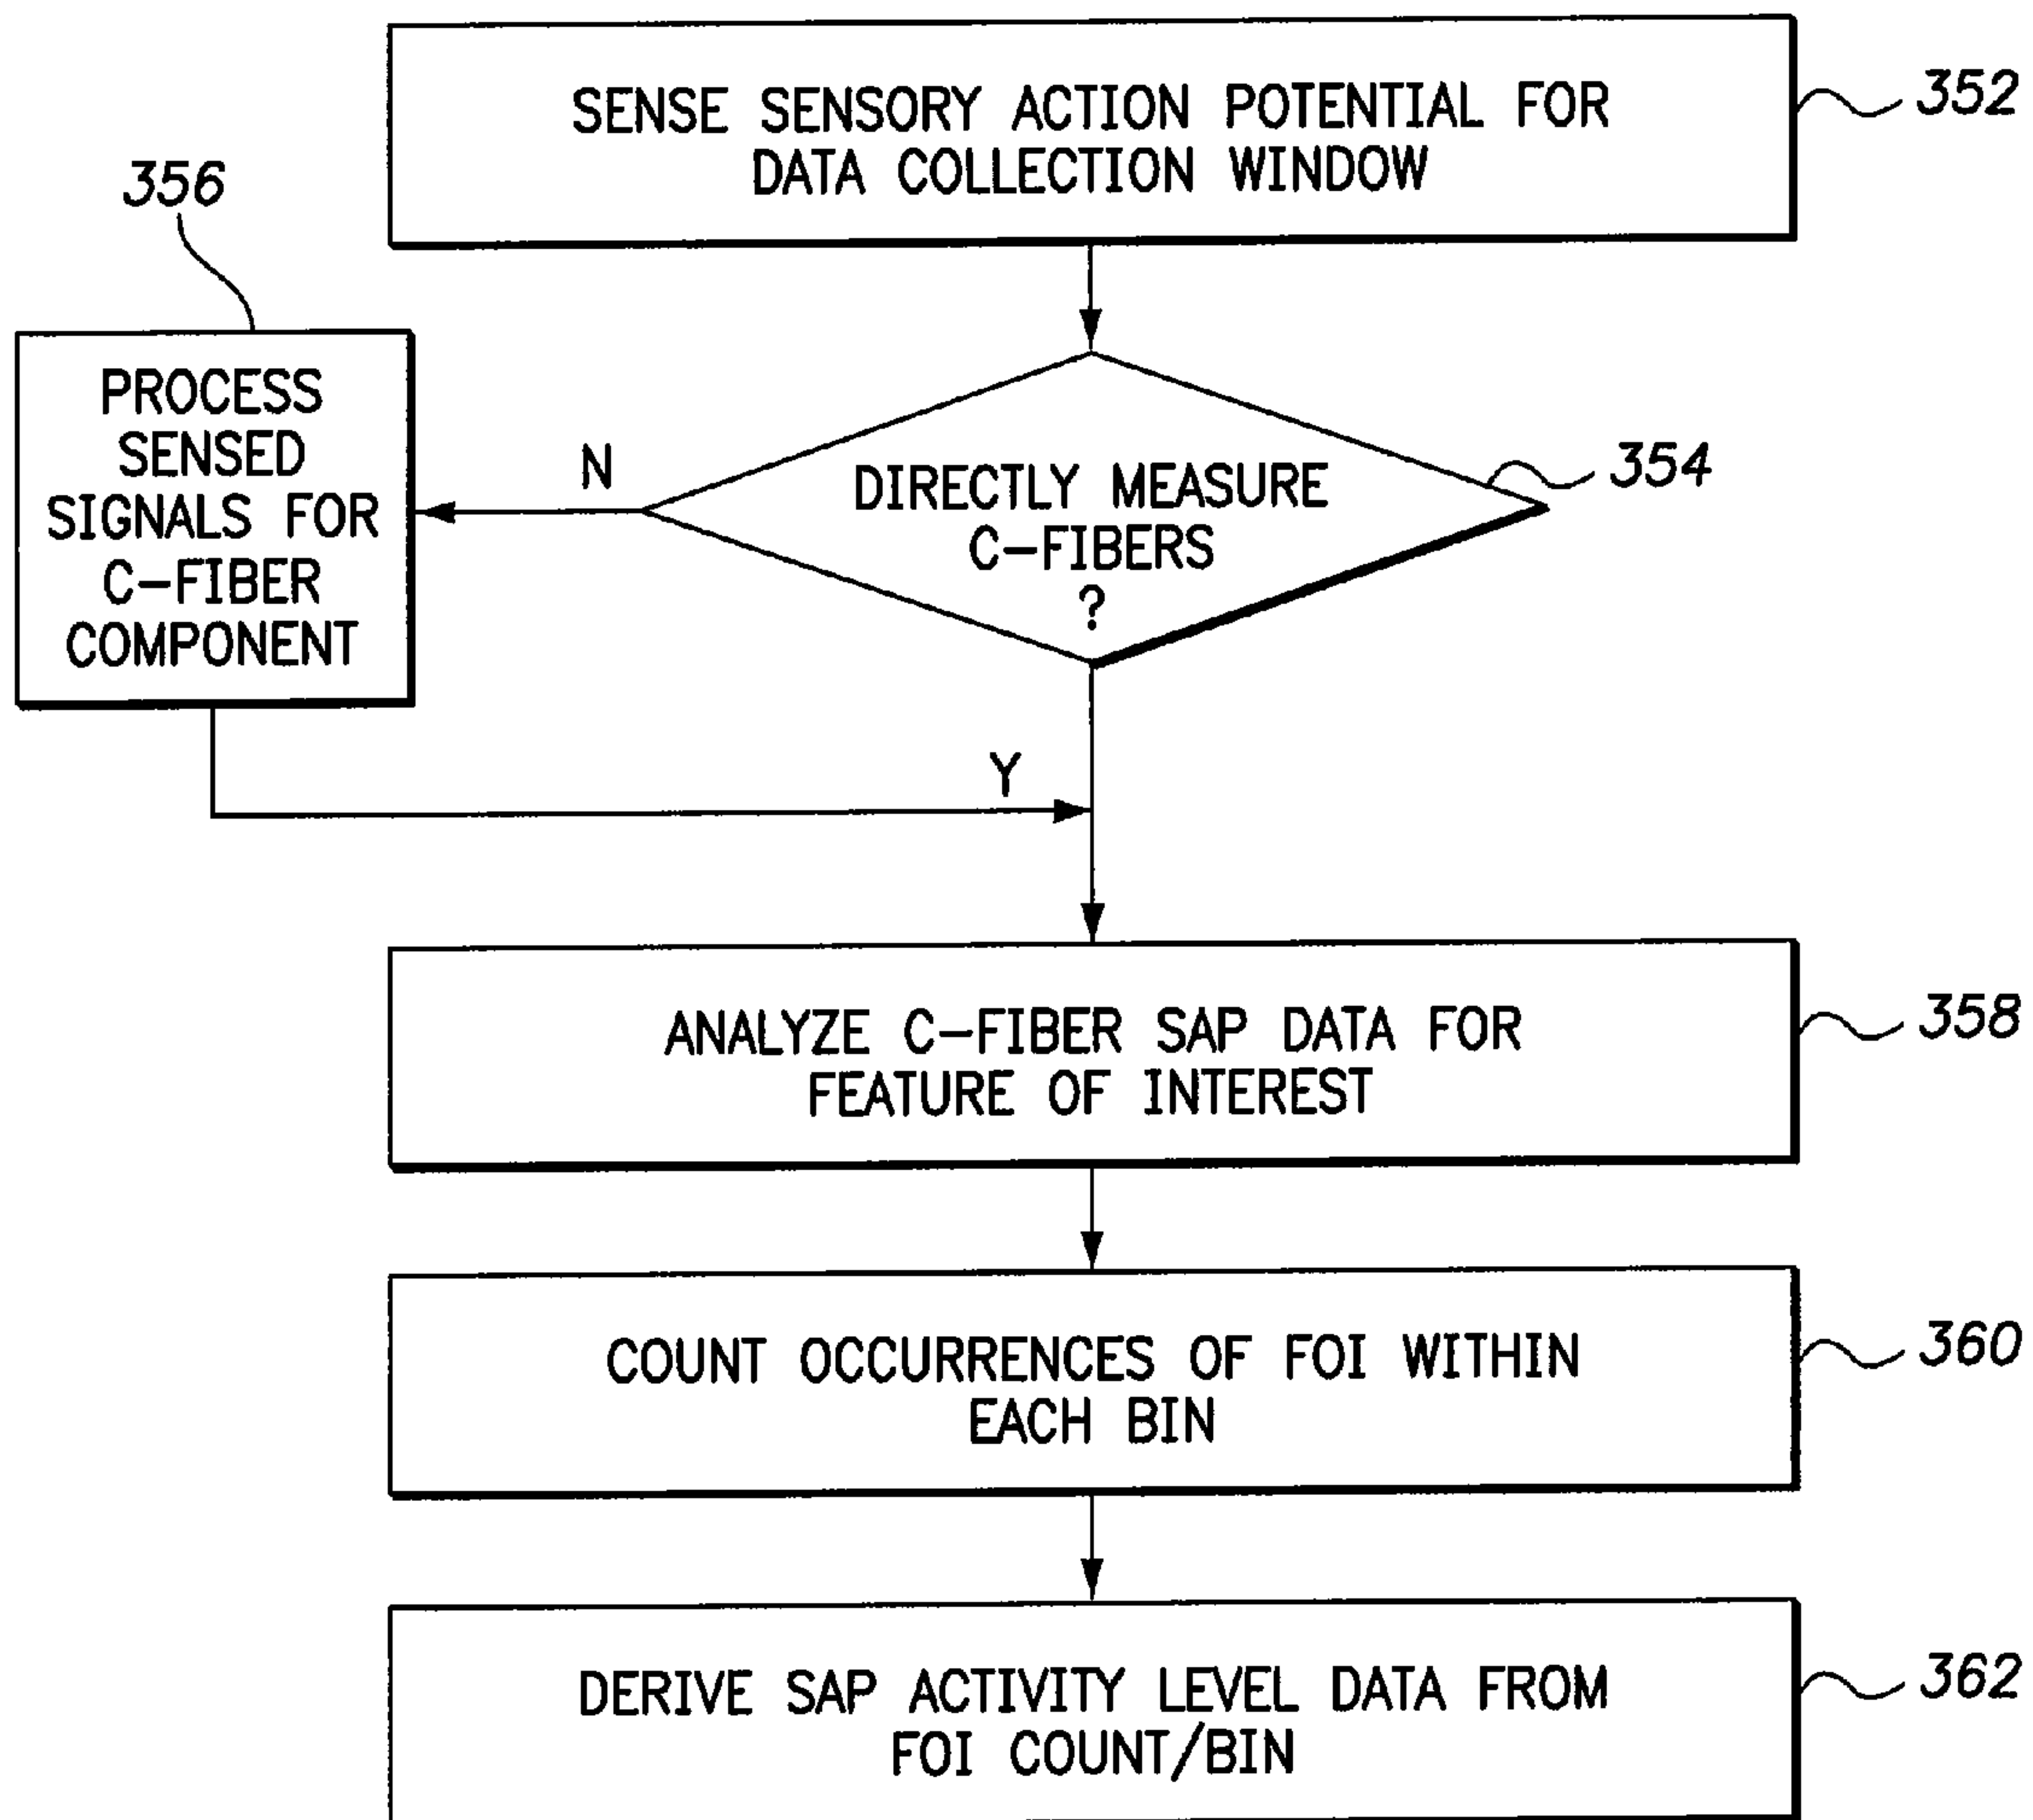 SENSE SENSORY ACTION POTENTIAL FOR
DATA COLLECTION WINDOW
352
356
PROCESS
SENSED
SIGNALS FOR
C-FIBER
COMPONENT
N
DIRECTLY MEASURE
C-FIBERS
?
354
Y
ANALYZE C-FIBER SAP DATA FOR
FEATURE OF INTEREST
358
COUNT OCCURRENCES OF FOI WITHIN
EACH BIN
360
DERIVE SAP ACTIVITY LEVEL DATA FROM
FOI COUNT/BIN
362